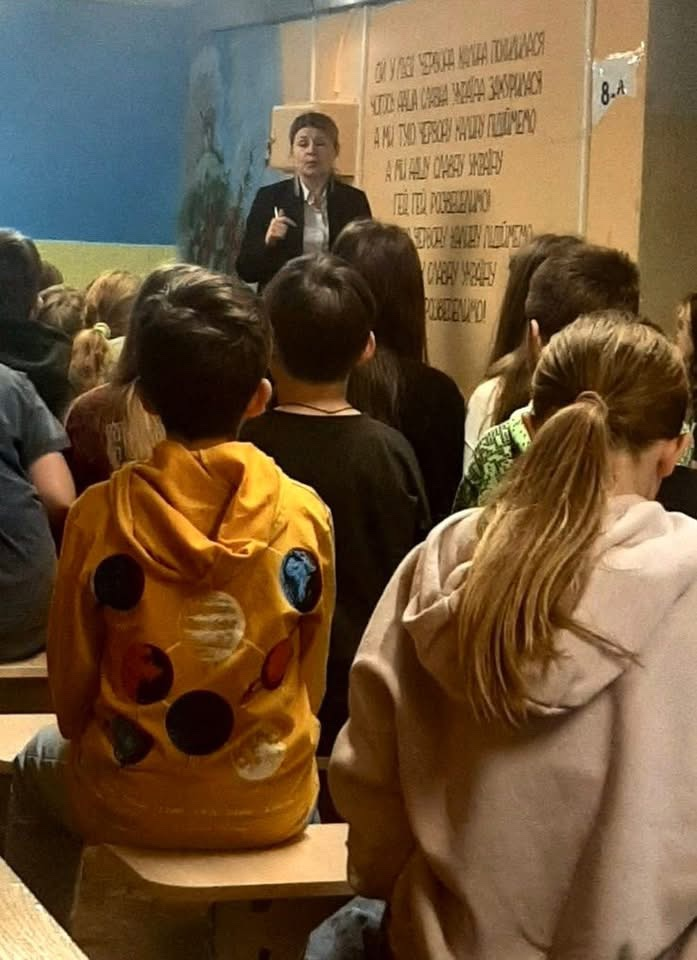 ОЙ У ЛУЗІ ЧЕРВОНА КАЛИНА ПОХИЛИЛАСЯ
ЧОГОСЬ НАША СЛАВНА УКРАЇНА ЗАЖУРИЛАСЯ
А МИ ТУЮ ЧЕРВОНУ КАЛИНУ ПІДІЙМЕМО
А МИ НАШУ СЛАВНУ УКРАЇНУ
ГЕЙ, ГЕЙ, РОЗВЕСЕЛИМО!
ЧЕРВОНУ КАЛИНУ ПІДІЙМЕМО
СЛАВНУ УКРАЇНУ
РОЗВЕСЕЛИМО!
8-А